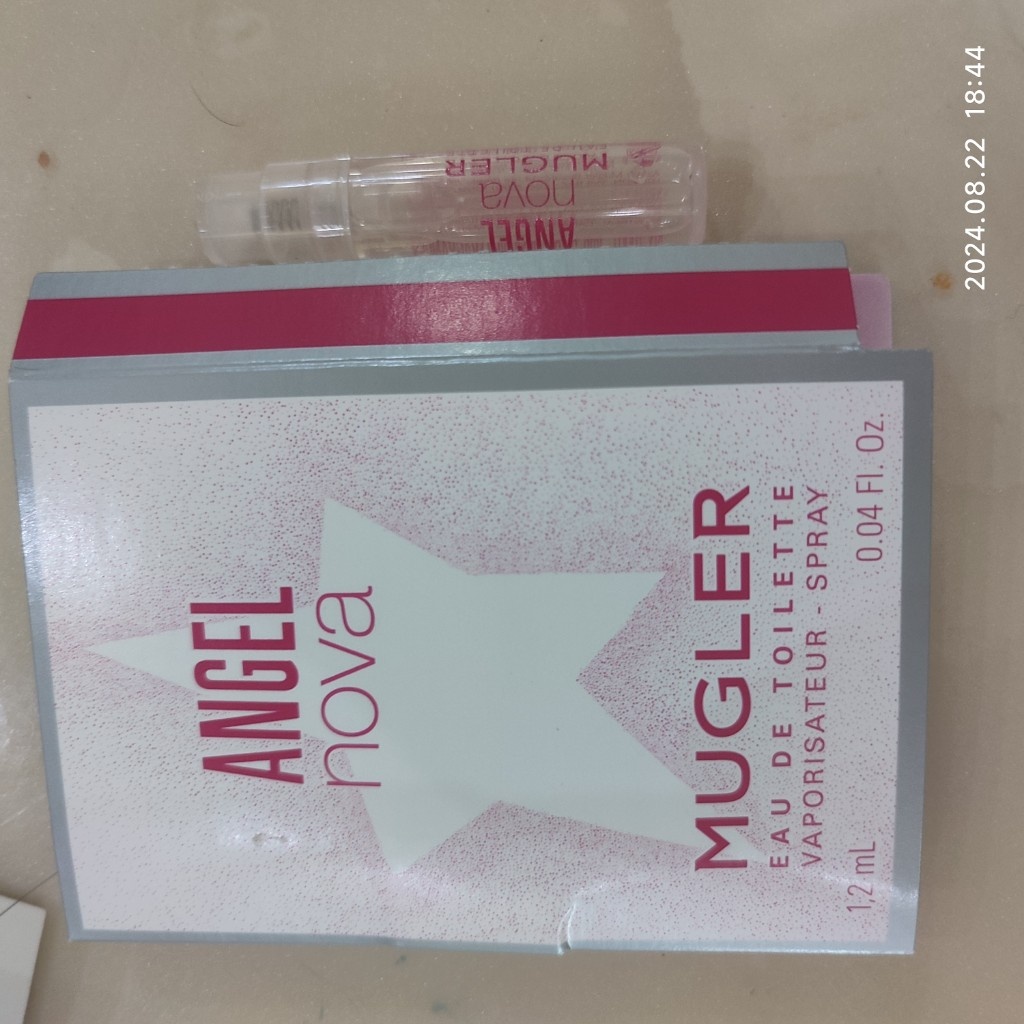 2024.08.22 18:44
ANGEL
nova
MUGLER
ANGEL
nova
MUGLER
EAU DE TOILETTE
VAPORISATEUR - SPRAY
1,2 mL 0.04 Fl. Oz.